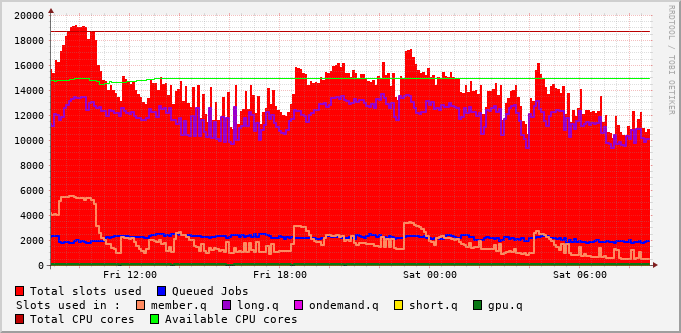 RRDTOOL / TOBI OETIKER
20000
18000
16000
14000
12000
10000
8000
6000
4000
2000
0
Fri 12:00 Fri 18:00 Sat 00:00 Sat 06:00
Total slots used Queued Jobs
Slots used in : member.q long.q ondemand.q short.q gpu.q
Total CPU cores Available CPU cores